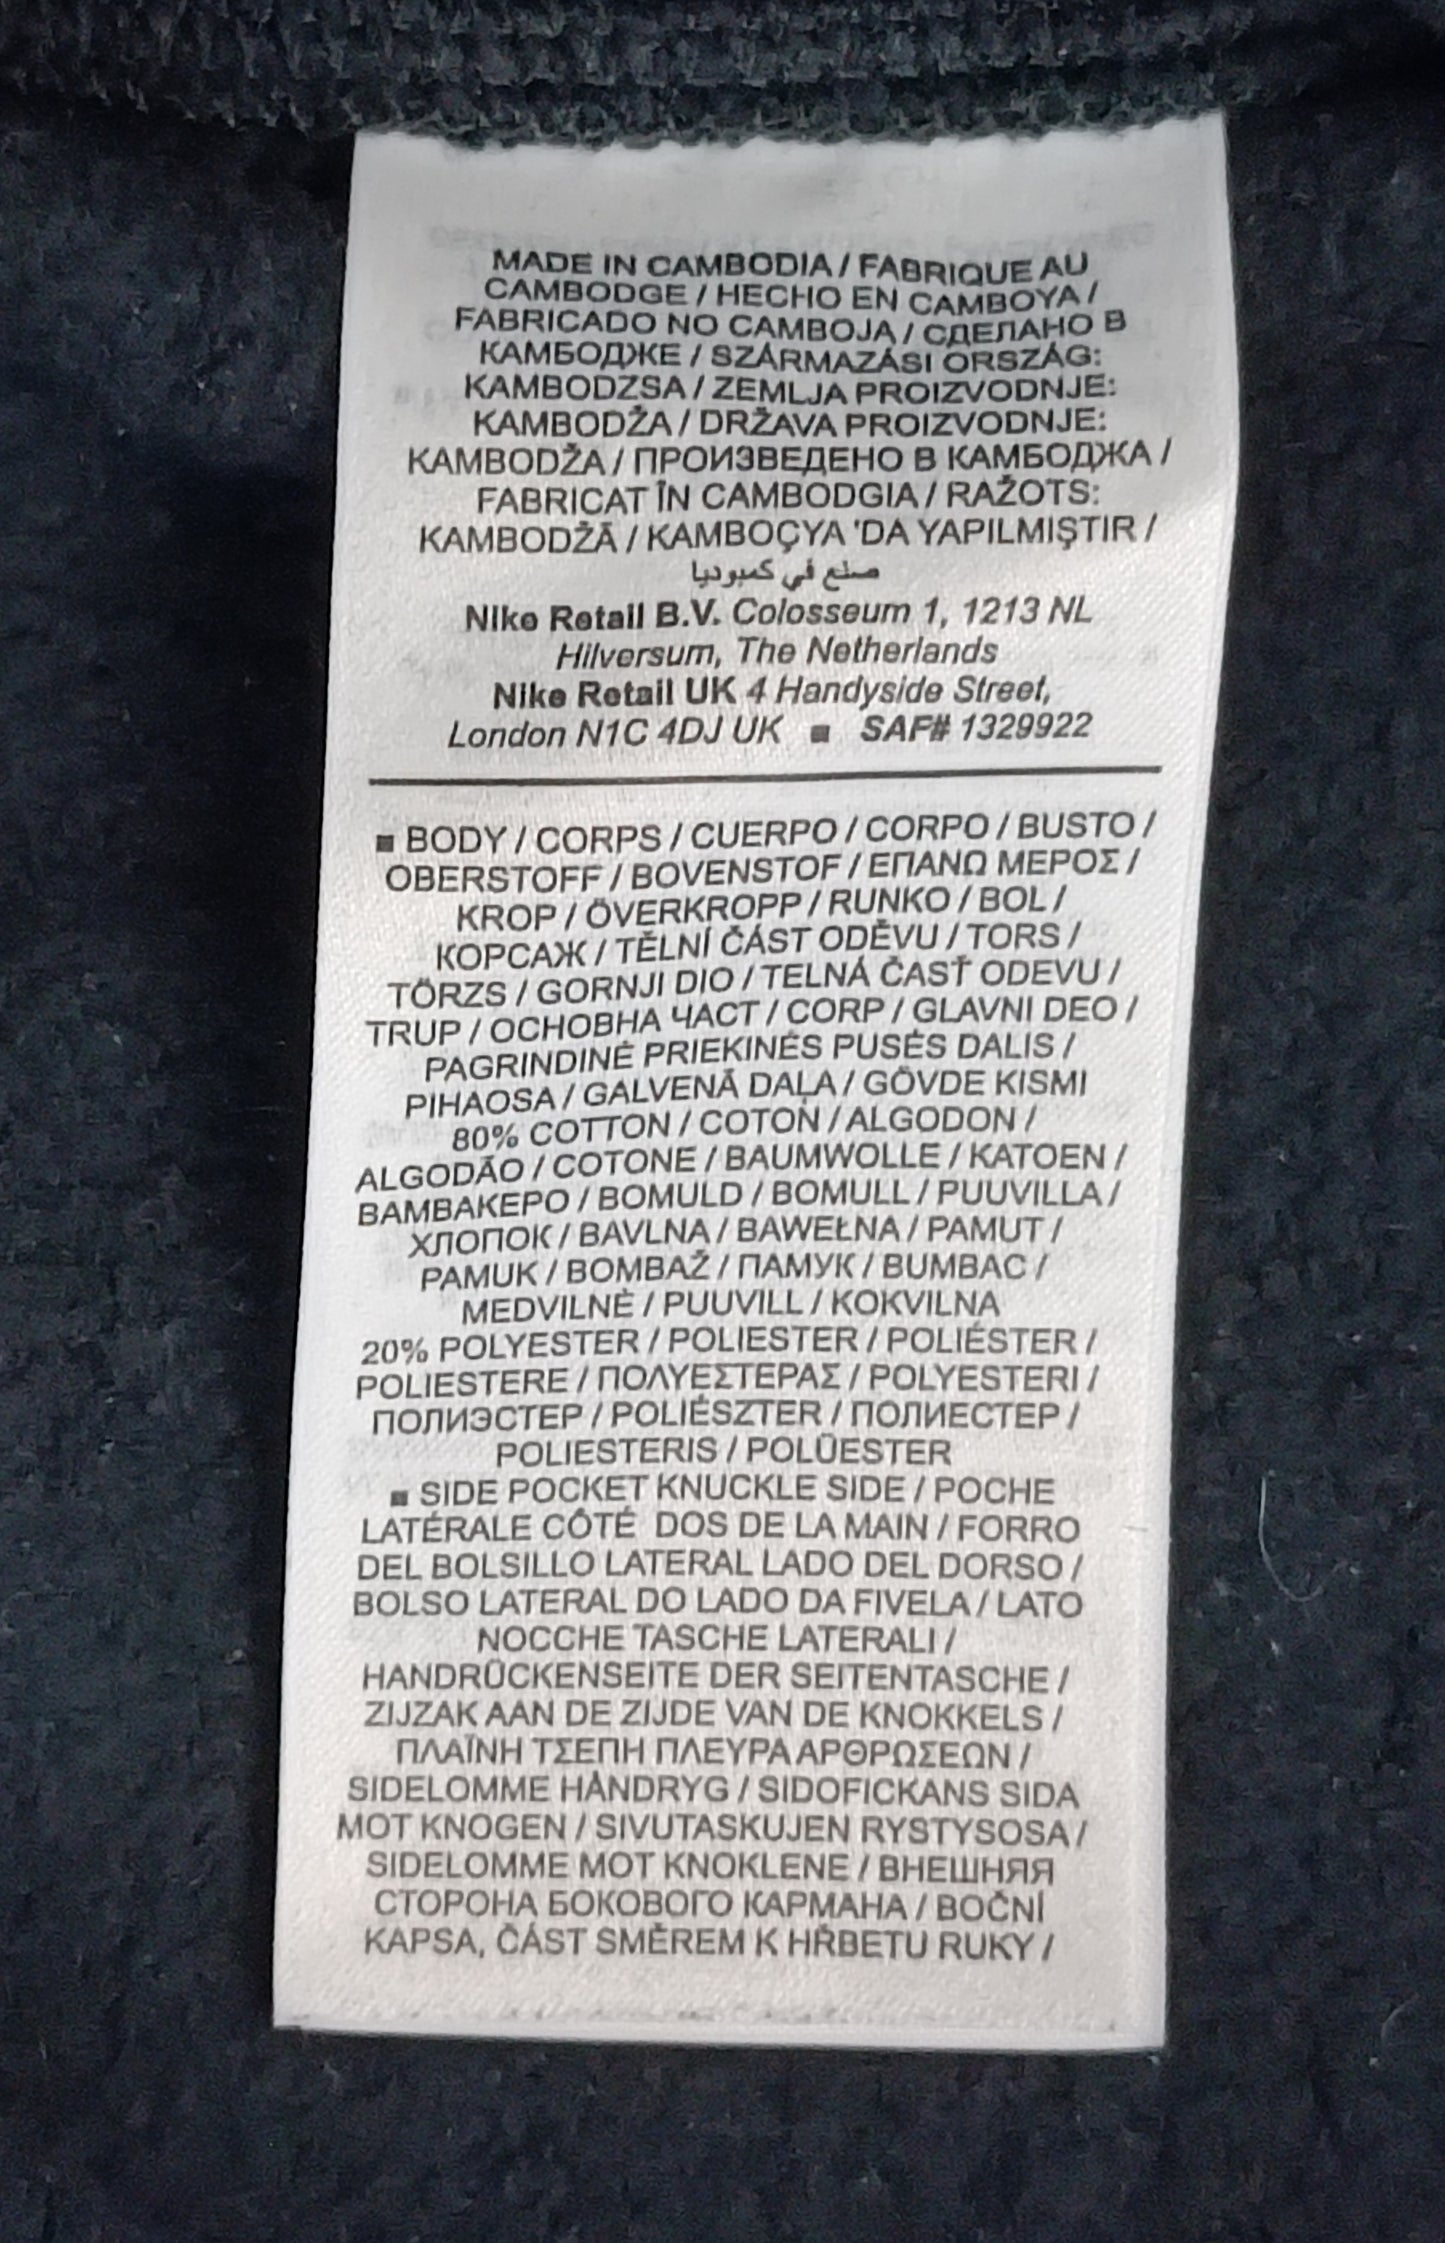 MADE IN CAMBODIA / FABRIQUE AU
CAMBODGE / HECHO EN CAMBOYA /
FABRICADO NO CAMBOJA / СДЕЛАНО В
КАМБОДЖЕ / SZÁRMAZÁSI ORSZÁG:
KAMBODZSA / ZEMLJA PROIZVODNJE:
KAMBODŽA / DRŽAVA PROIZVODNJE:
KAMBODŽA / ПРОИЗВЕДЕНО В КАМБОДЖА /
FABRICAT ÎN CAMBODGIA / RAŽOTS:
KAMBODŽĀ / KAMBOÇYA 'DA YAPILMIŞTIR /
صنع في كمبوديا
Nike Retail B.V. Colosseum 1, 1213 NL
Hilversum, The Netherlands
Nike Retail UK 4 Handyside Street,
London N1C 4DJ UK ■ SAF# 1329922
■ BODY / CORPS / CUERPO / CORPO / BUSTO /
OBERSTOFF / BOVENSTOF / ΕΠΑΝΩ ΜΕΡΟΣ /
KROP / ÖVERKROPP / RUNKO / BOL /
КОРСАЖ / TĚLNÍ ČÁST ODĚVU / TORS /
TÖRZS / GORNJI DIO / TELNÁ ČASŤ ODEVU /
TRUP / ОСНОВНА ЧАСТ / CORP / GLAVNI DEO /
PAGRINDINĖ PRIEKINĖS PUSĖS DALIS /
PIHAOSA / GALVENĀ DAĻA / GÖVDE KISMI
80% COTTON / COTON / ALGODON /
ALGODÃO / COTONE / BAUMWOLLE / KATOEN /
ΒΑΜΒΑΚΕΡΟ / BOMULD / BOMULL / PUUVILLA /
ХЛОПОК / BAVLNA / BAWEŁNA / PAMUT /
PAMUK / BOMBAŽ / ПАМУК / BUMBAC /
MEDVILNĖ / PUUVILL / KOKVILNA
20% POLYESTER / POLIESTER / POLIÉSTER /
POLIESTERE / ΠΟΛΥΕΣΤΕΡΑΣ / POLYESTERI /
ПОЛИЭСТЕР / POLIÉSZTER / ПОЛИЕСТЕР /
POLIESTERIS / POLÜESTER
■ SIDE POCKET KNUCKLE SIDE / POCHE
LATÉRALE CÔTÉ DOS DE LA MAIN / FORRO
DEL BOLSILLO LATERAL LADO DEL DORSO /
BOLSO LATERAL DO LADO DA FIVELA / LATO
NOCCHE TASCHE LATERALI /
HANDRÜCKENSEITE DER SEITENTASCHE /
ZIJZAK AAN DE ZIJDE VAN DE KNOKKELS /
ΠΛΑΪΝΗ ΤΣΕΠΗ ΠΛΕΥΡΑ ΑΡΘΡΩΣΕΩΝ /
SIDELOMME HÅNDRYG / SIDOFICKANS SIDA
MOT KNOGEN / SIVUTASKUJEN RYSTYSOSA /
SIDELOMME MOT KNOKLENE / ВНЕШНЯЯ
СТОРОНА БОКОВОГО КАРМАНА / BOČNÍ
KAPSA, ČÁST SMĚREM K HŘBETU RUKY /